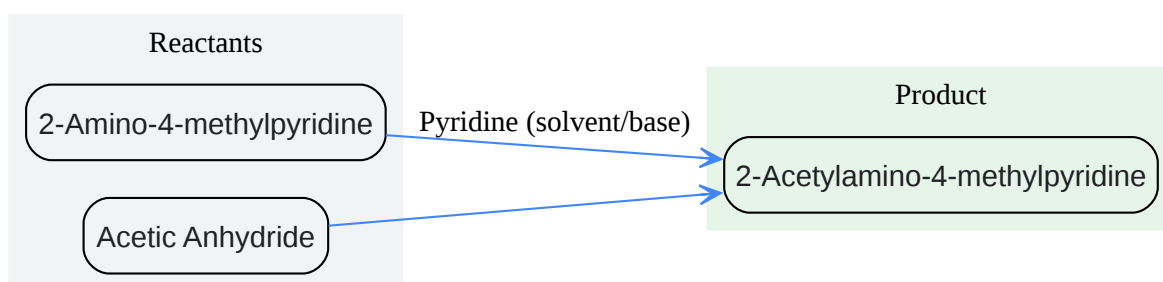 Reactants
2-Amino-4-methylpyridine
Acetic Anhydride
Pyridine (solvent/base)
Product
2-Acetylamino-4-methylpyridine